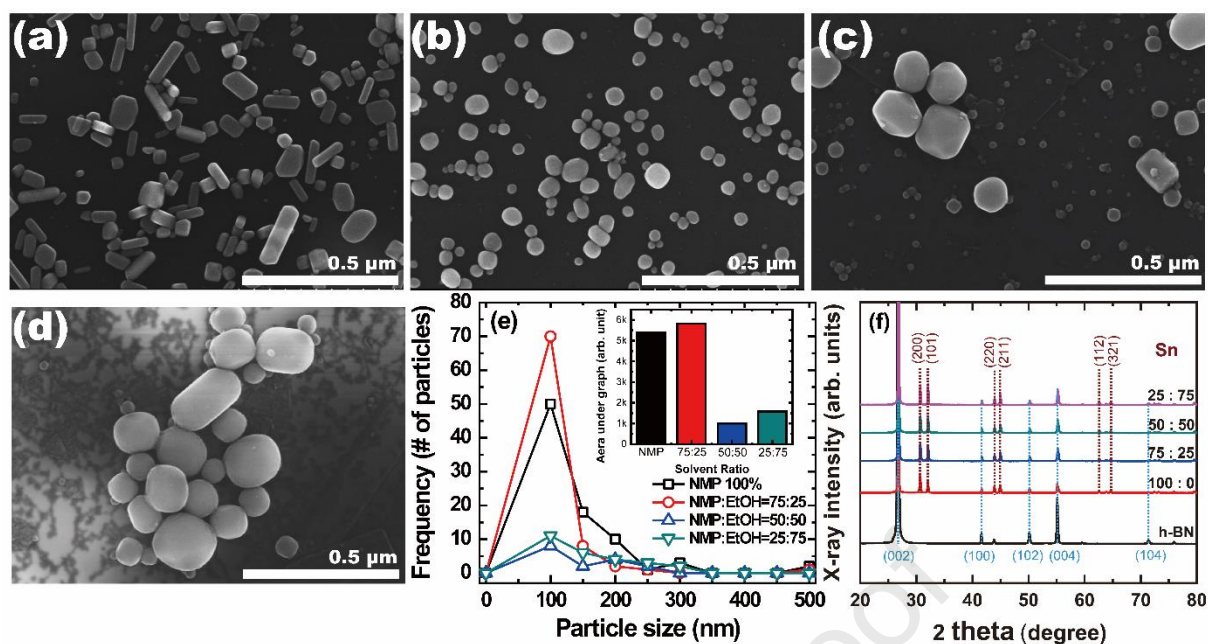 (a)
0.5 µm
(b)
0.5 µm
(c)
0.5 µm
(d)
0.5 µm
(e)
Frequency (# of particles)
80
70
60
50
40
30
20
10
0
0 100 200 300 400 500
Particle size (nm)
Aera under graph (arb. unit)
6k
5k
4k
3k
2k
1k
0
NMP 75:25 50:50 25:75
Solvent Ratio
NMP 100%
NMP:EtOH=75:25
NMP:EtOH=50:50
NMP:EtOH=25:75
(f)
X-ray intensity (arb. units)
(200)
(101)
(220)
(211)
(112)
(321)
Sn
25 : 75
50 : 50
75 : 25
100 : 0
h-BN
(002)
(100)
(102)
(004)
(104)
20 30 40 50 60 70 80
2 theta (degree)